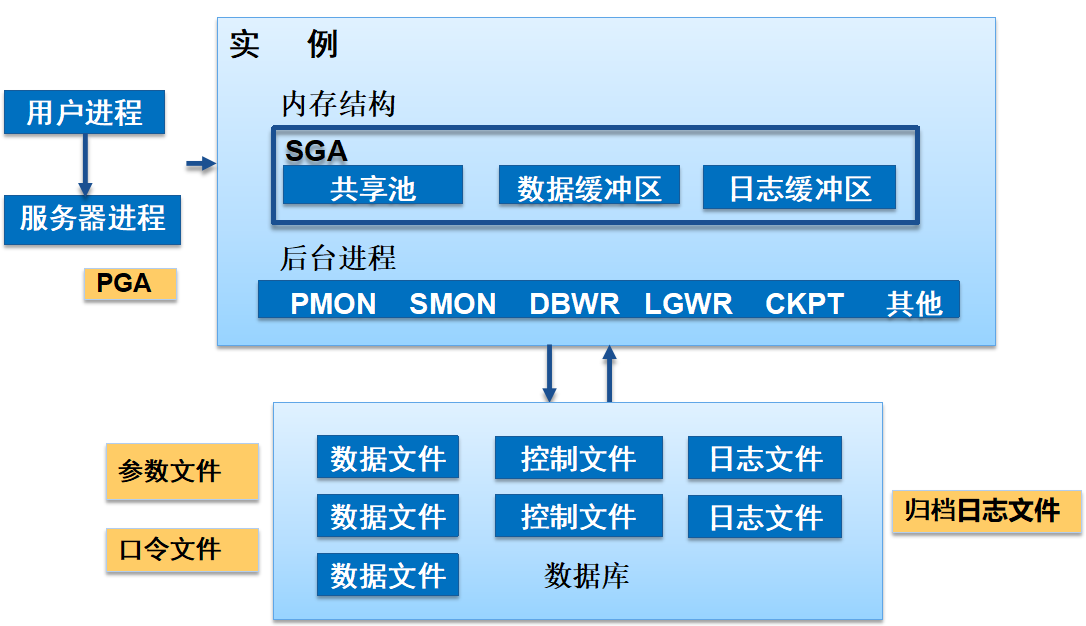 实 例
用户进程
内存结构
SGA
共享池 数据缓冲区 日志缓冲区
服务器进程
PGA
后台进程
PMON SMON DBWR LGWR CKPT 其他
参数文件
口令文件
数据文件 控制文件 日志文件
数据文件 控制文件 日志文件
数据文件
数据库
归档日志文件